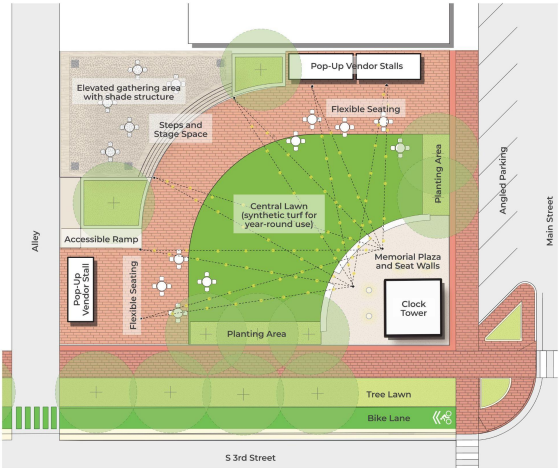 Pop-Up Vendor Stalls
Elevated gathering area
with shade structure
Flexible Seating
Steps and
Stage Space
Planting Area
Angled Parking
Main Street
Central Lawn
(synthetic turf for
year-round use)
Alley
Accessible Ramp
Memorial Plaza
and Seat Walls
Pop-Up
Vendor Stall
Flexible Seating
Clock
Tower
Planting Area
Tree Lawn
Bike Lane
S 3rd Street